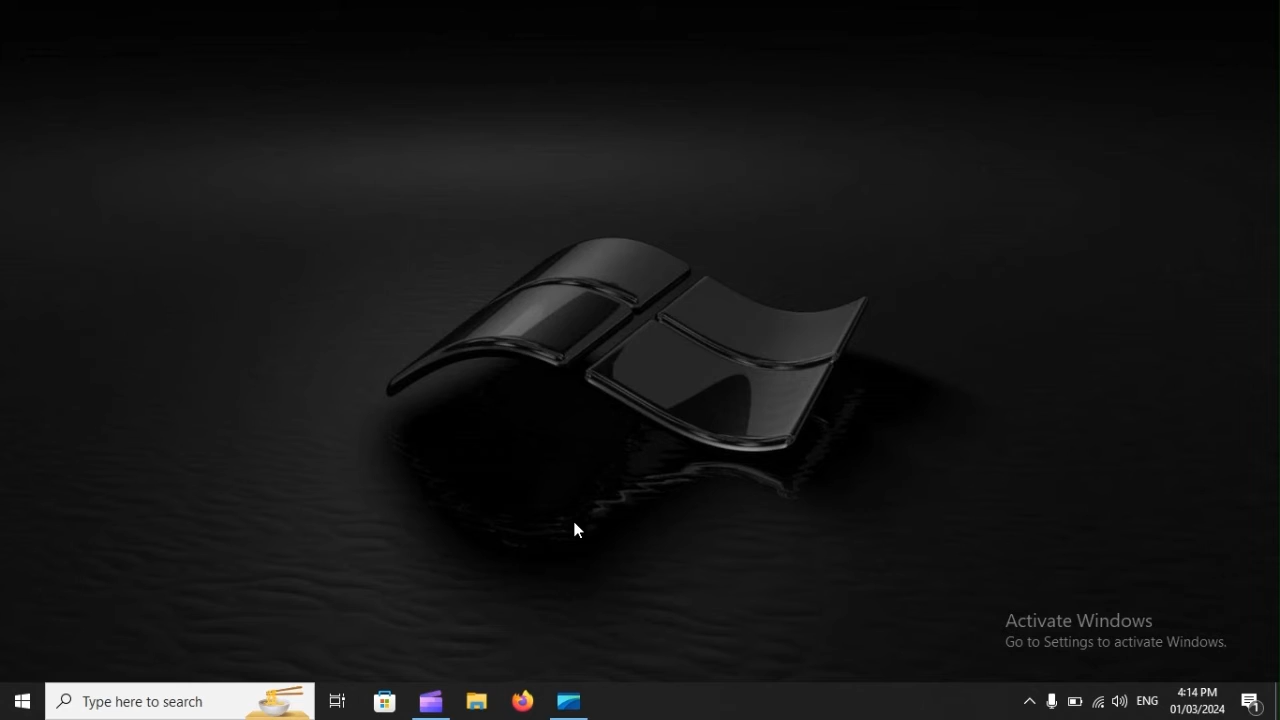 Activate Windows
Go to Settings to activate Windows.
Type here to search
ENG
4:14 PM
01/03/2024
1